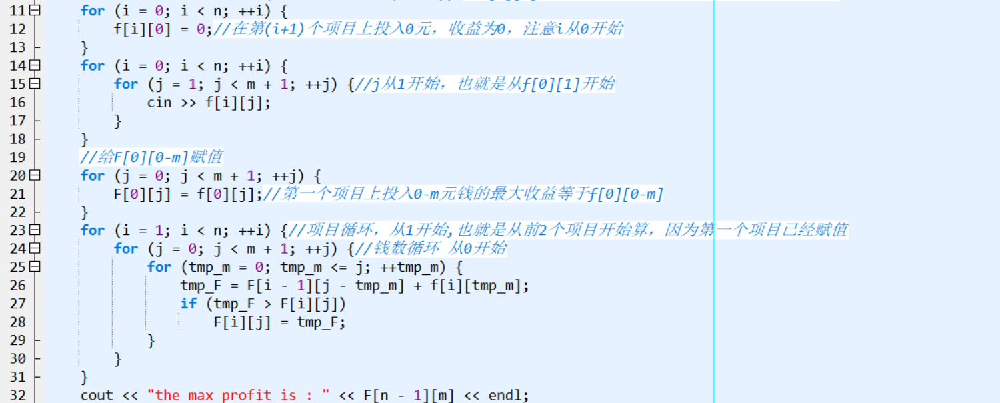 11 for (i = 0; i < n; ++i) {
12 f[i][0] = 0;//在第(i+1)个项目上投入0元，收益为0，注意i从0开始
13 }
14 for (i = 0; i < n; ++i) {
15 for (j = 1; j < m + 1; ++j) {//j从1开始，也就是从f[0][1]开始
16 cin >> f[i][j];
17 }
18 }
19 //给F[0][0-m]赋值
20 for (j = 0; j < m + 1; ++j) {
21 F[0][j] = f[0][j];//第一个项目上投入0-m元钱的最大收益等于f[0][0-m]
22 }
23 for (i = 1; i < n; ++i) {//项目循环，从1开始,也就是从前2个项目开始算，因为第一个项目已经赋值
24 for (j = 0; j < m + 1; ++j) {//钱数循环 从0开始
25 for (tmp_m = 0; tmp_m <= j; ++tmp_m) {
26 tmp_F = F[i - 1][j - tmp_m] + f[i][tmp_m];
27 if (tmp_F > F[i][j])
28 F[i][j] = tmp_F;
29 }
30 }
31 }
32 cout << "the max profit is : " << F[n - 1][m] << endl;